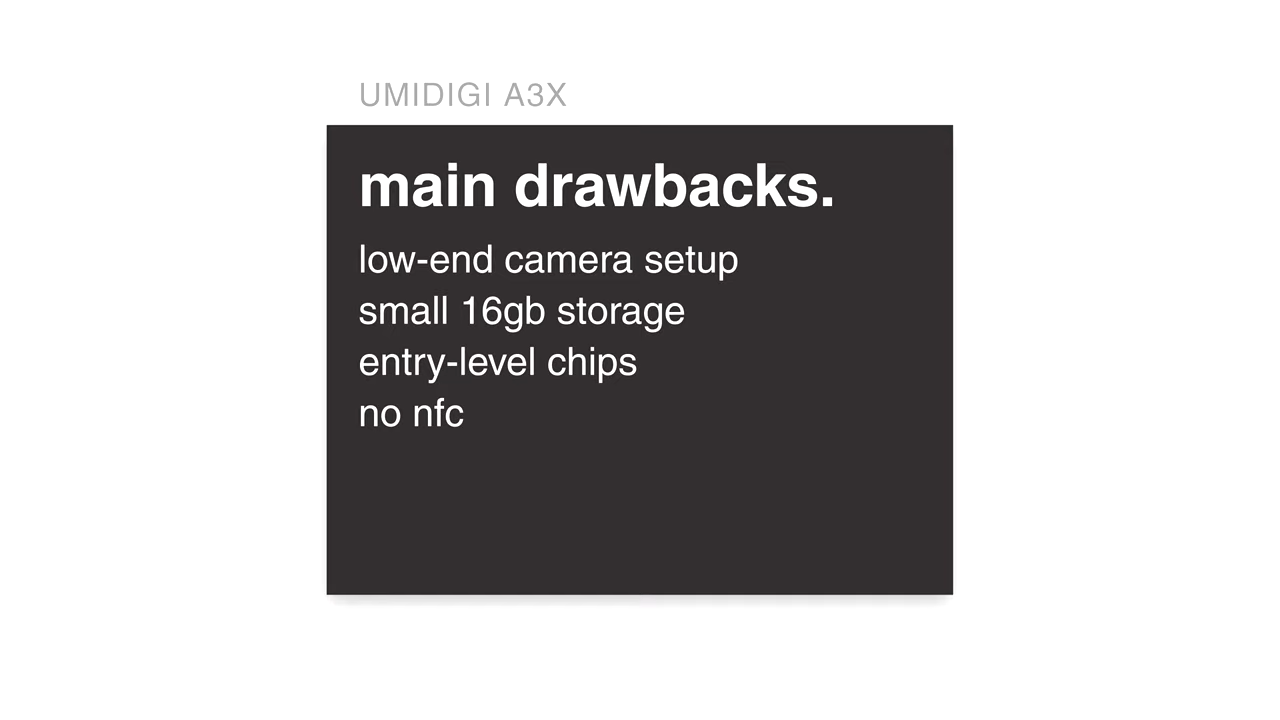 UMIDIGI A3X
main drawbacks.
low-end camera setup
small 16gb storage
entry-level chips
no nfc